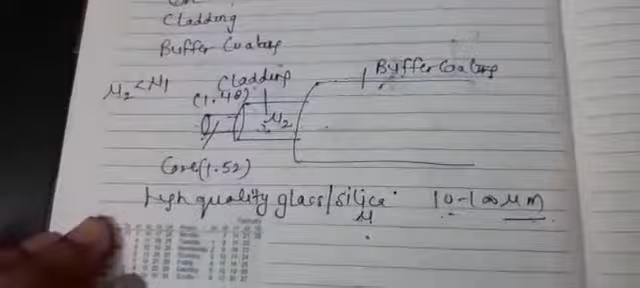 Cladding
Buffer Coating
μ₂ < μ₁
Cladding
Buffer Coating
(1.48)
μ₂
Core (1.52)
High quality glass/silica 10-100 μm
μ